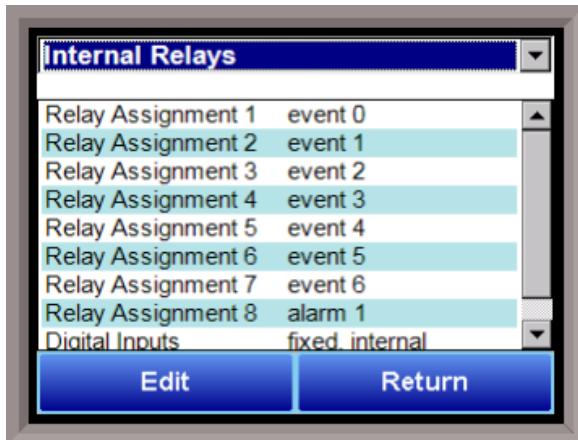 Internal Relays
Relay Assignment 1 event 0
Relay Assignment 2 event 1
Relay Assignment 3 event 2
Relay Assignment 4 event 3
Relay Assignment 5 event 4
Relay Assignment 6 event 5
Relay Assignment 7 event 6
Relay Assignment 8 alarm 1
Digital Inputs fixed, internal
Edit Return